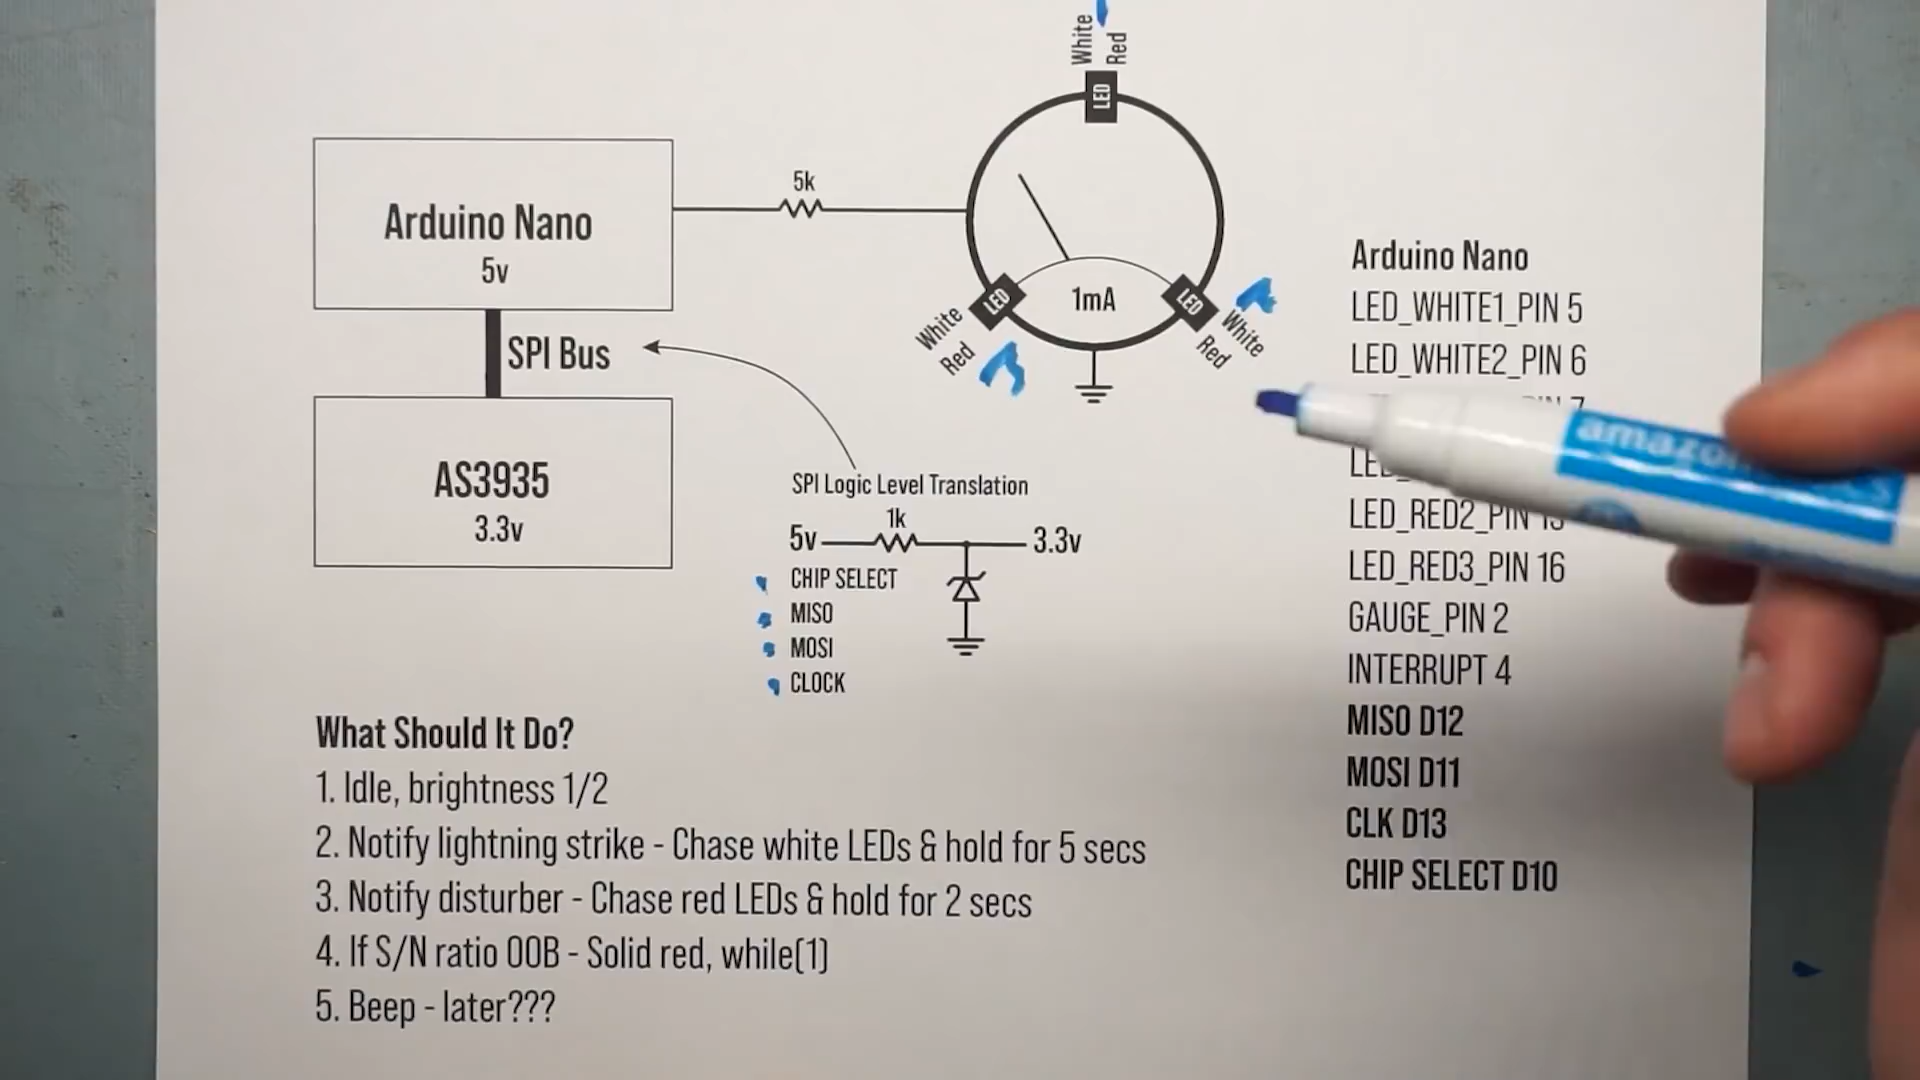 White
Red
LED
Arduino Nano
5v
5k
LED
White
Red
1mA
LED
White
Red
SPI Bus
AS3935
3.3v
SPI Logic Level Translation
5v
1k
3.3v
CHIP SELECT
MISO
MOSI
CLOCK
Arduino Nano
LED_WHITE1_PIN 5
LED_WHITE2_PIN 6
LED_RED2_PIN 15
LED_RED3_PIN 16
GAUGE_PIN 2
INTERRUPT 4
MISO D12
MOSI D11
CLK D13
CHIP SELECT D10
What Should It Do?
1. Idle, brightness 1/2
2. Notify lightning strike - Chase white LEDs & hold for 5 secs
3. Notify disturber - Chase red LEDs & hold for 2 secs
4. If S/N ratio OOB - Solid red, while(1)
5. Beep - later???
amazon